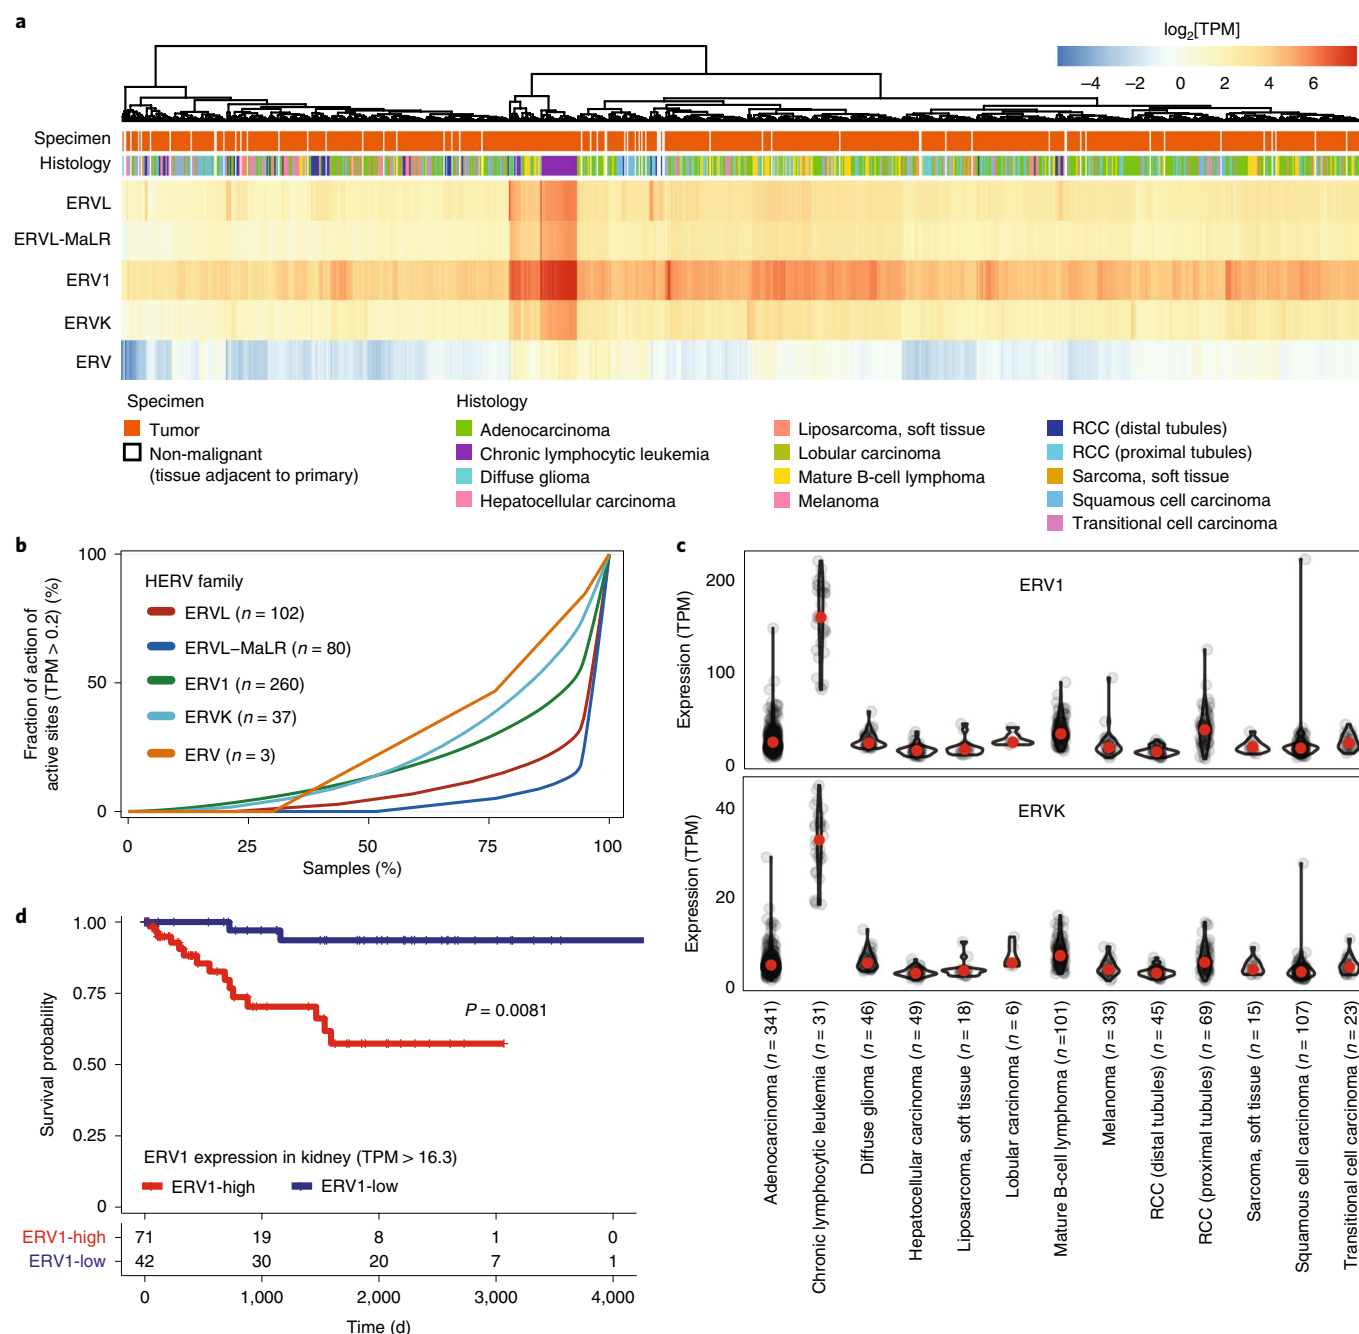 a
log2[TPM]
−4 −2 0 2 4 6
Specimen
Histology
ERVL
ERVL-MaLR
ERV1
ERVK
ERV
Specimen
Tumor
Non-malignant
(tissue adjacent to primary)
Histology
Adenocarcinoma
Chronic lymphocytic leukemia
Diffuse glioma
Hepatocellular carcinoma
Liposarcoma, soft tissue
Lobular carcinoma
Mature B-cell lymphoma
Melanoma
RCC (distal tubules)
RCC (proximal tubules)
Sarcoma, soft tissue
Squamous cell carcinoma
Transitional cell carcinoma
b
Fraction of action of
active sites (TPM > 0.2) (%)
100
50
0
HERV family
ERVL (n = 102)
ERVL−MaLR (n = 80)
ERV1 (n = 260)
ERVK (n = 37)
ERV (n = 3)
0 25 50 75 100
Samples (%)
c
Expression (TPM)
200
100
0
ERV1
Expression (TPM)
40
20
0
ERVK
Adenocarcinoma (n = 341)
Chronic lymphocytic leukemia (n = 31)
Diffuse glioma (n = 46)
Hepatocellular carcinoma (n = 49)
Liposarcoma, soft tissue (n = 18)
Lobular carcinoma (n = 6)
Mature B-cell lymphoma (n =101)
Melanoma (n = 33)
RCC (distal tubules) (n = 45)
RCC (proximal tubules) (n = 69)
Sarcoma, soft tissue (n = 15)
Squamous cell carcinoma (n = 107)
Transitional cell carcinoma (n = 23)
d
Survival probability
1.00
0.75
0.50
0.25
0
P = 0.0081
ERV1 expression in kidney (TPM > 16.3)
ERV1-high ERV1-low
ERV1-high 71 19 8 1 0
ERV1-low 42 30 20 7 1
0 1,000 2,000 3,000 4,000
Time (d)